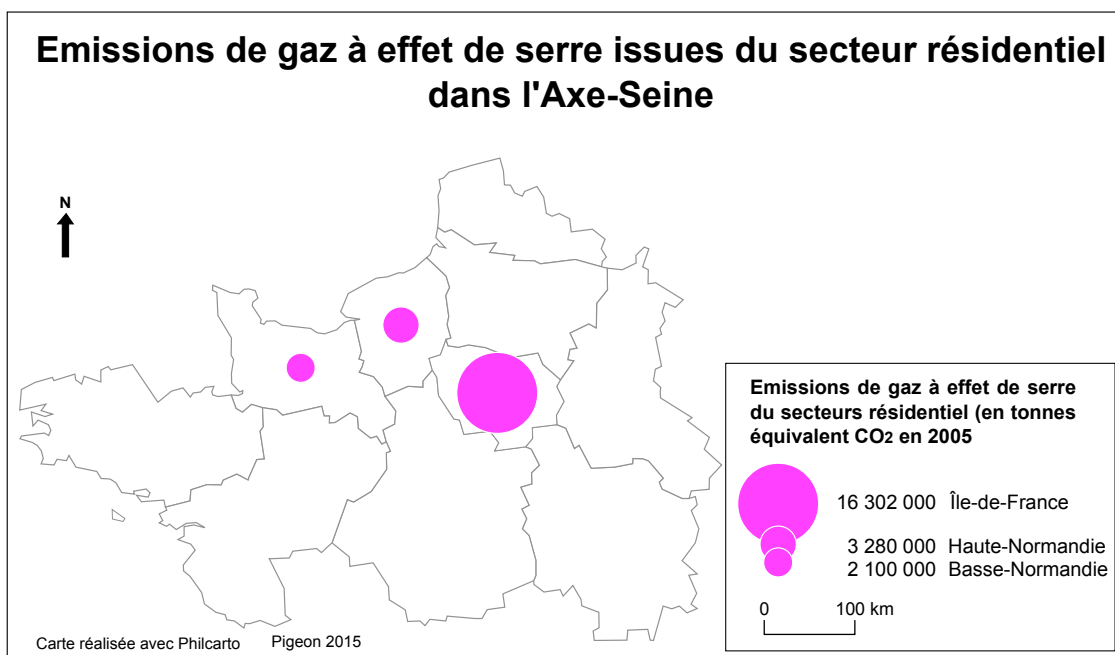 Emissions de gaz à effet de serre issues du secteur résidentiel
dans l'Axe-Seine
N
Emissions de gaz à effet de serre
du secteurs résidentiel (en tonnes
équivalent CO2 en 2005
16 302 000 Île-de-France
3 280 000 Haute-Normandie
2 100 000 Basse-Normandie
0 100 km
Carte réalisée avec Philcarto Pigeon 2015